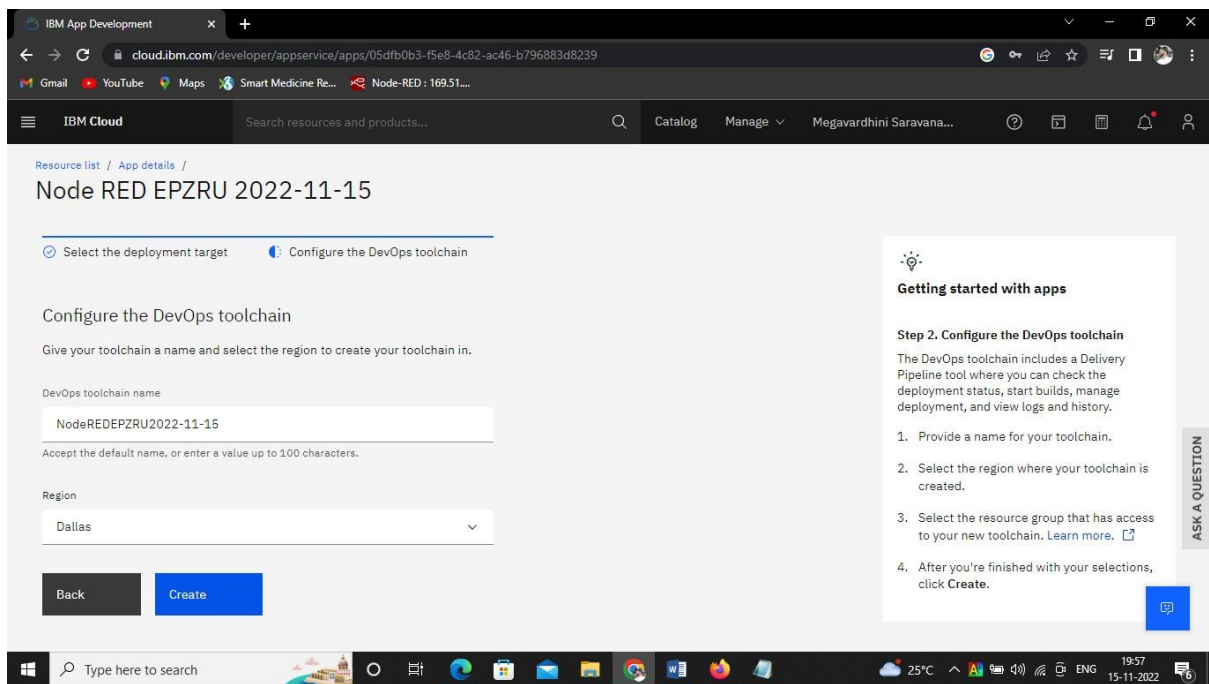 IBM App Development
cloud.ibm.com/developer/appservice/apps/05dfb0b3-f5e8-4c82-ac46-b796883d8239
Gmail YouTube Maps Smart Medicine Re... Node-RED : 169.51....
IBM Cloud Search resources and products... Catalog Manage Megavardhini Saravana...
Resource list / App details /
Node RED EPZRU 2022-11-15
Select the deployment target Configure the DevOps toolchain
Configure the DevOps toolchain
Give your toolchain a name and select the region to create your toolchain in.
DevOps toolchain name
NodeREDEPZRU2022-11-15
Accept the default name, or enter a value up to 100 characters.
Region
Dallas
Back Create
Getting started with apps
Step 2. Configure the DevOps toolchain
The DevOps toolchain includes a Delivery
Pipeline tool where you can check the
deployment status, start builds, manage
deployment, and view logs and history.
1. Provide a name for your toolchain.
2. Select the region where your toolchain is
created.
3. Select the resource group that has access
to your new toolchain. Learn more.
4. After you're finished with your selections,
click Create.
ASK A QUESTION
Type here to search
25°C ENG
19:57
15-11-2022
6